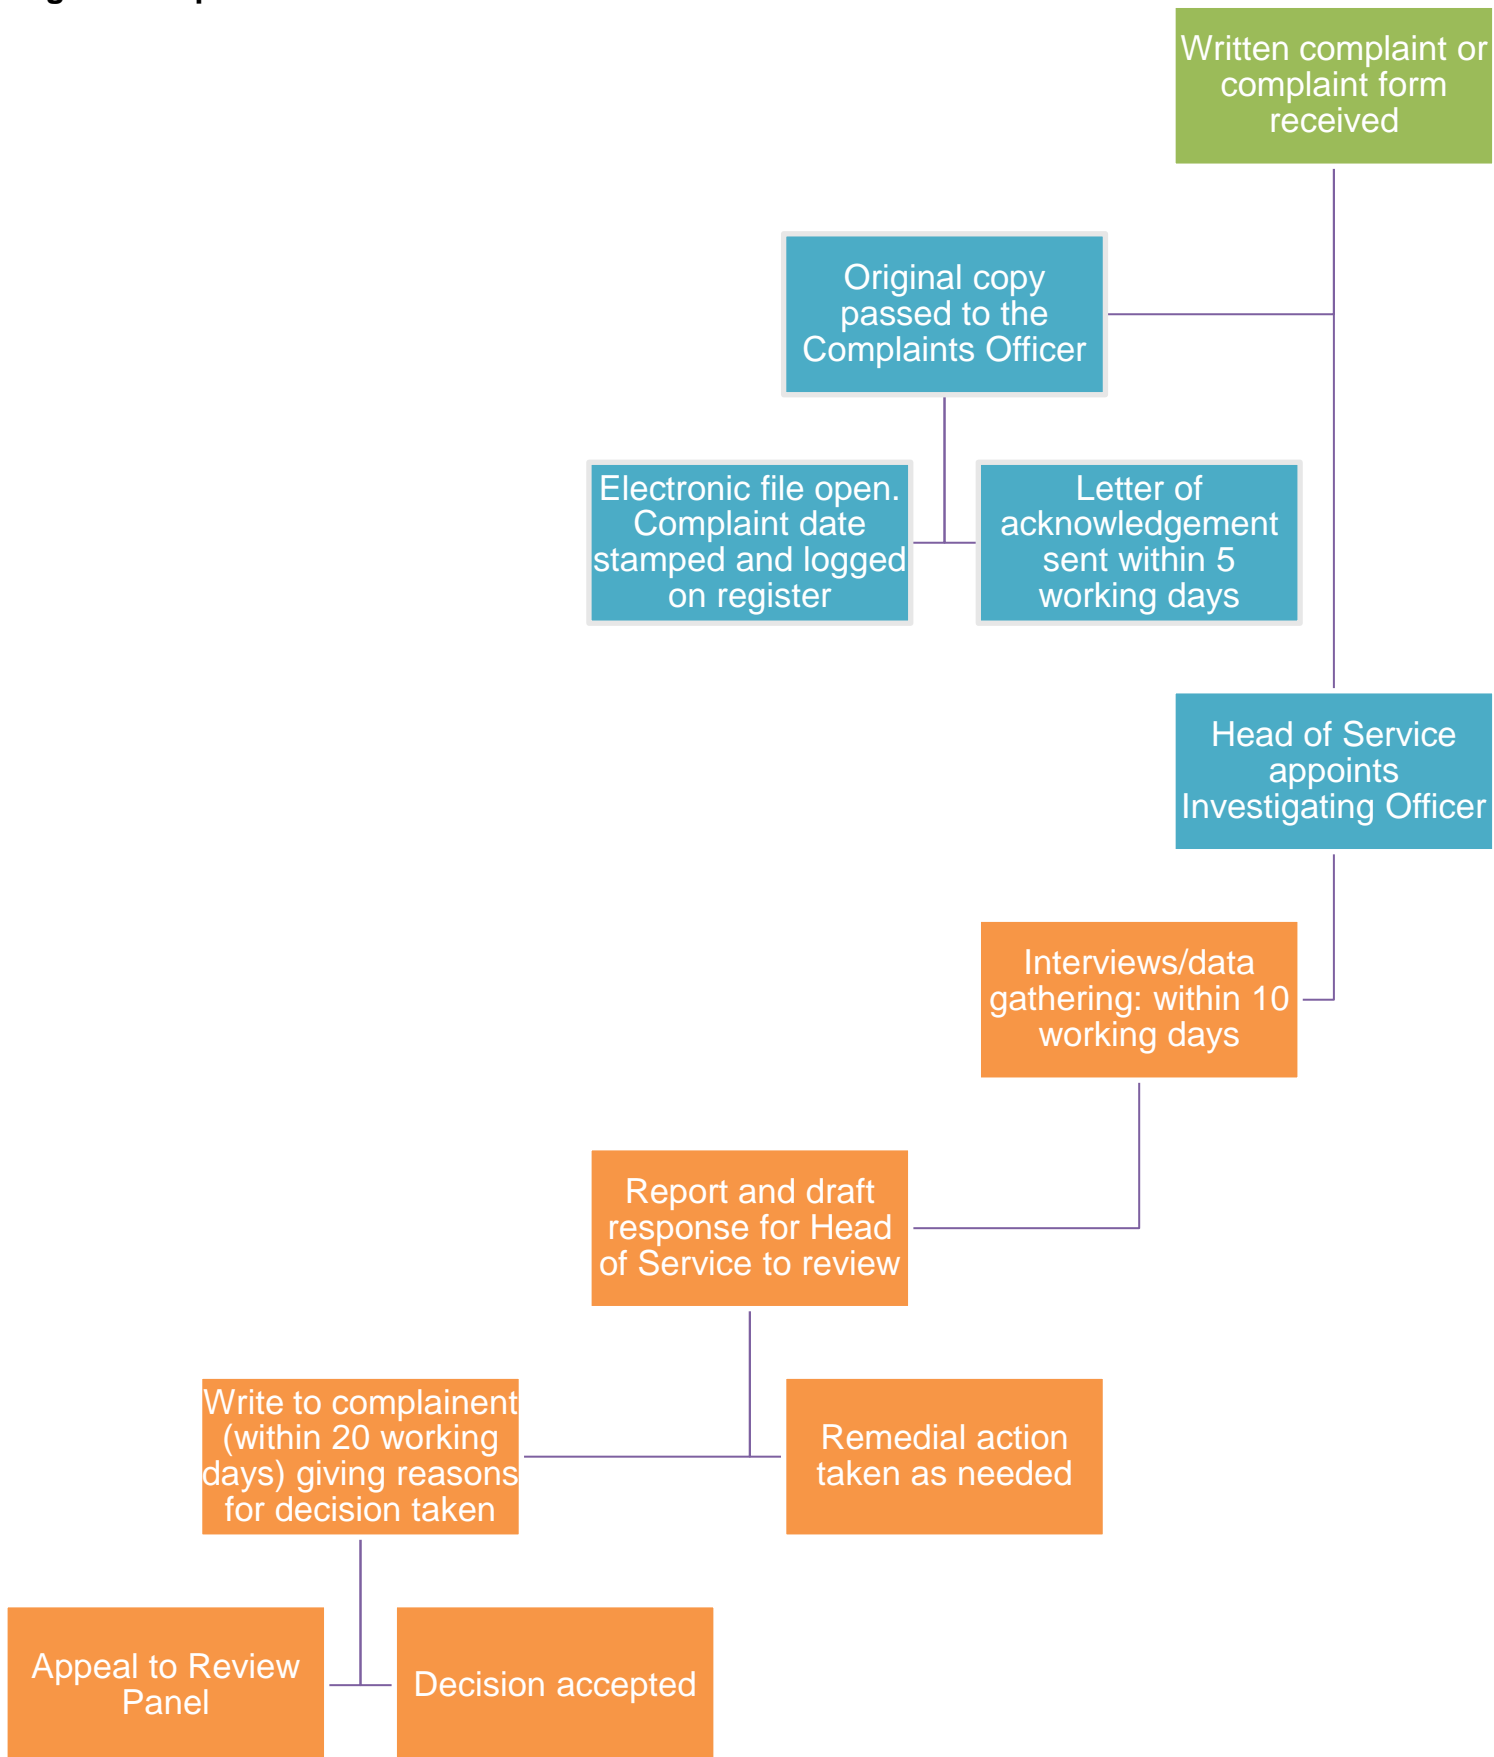 Written complaint or
complaint form
received
Original copy
passed to the
Complaints Officer
Electronic file open.
Complaint date
stamped and logged
on register
Letter of
acknowledgement
sent within 5
working days
Head of Service
appoints
Investigating Officer
Interviews/data
gathering: within 10
working days
Report and draft
response for Head
of Service to review
Write to complainent
(within 20 working
days) giving reasons
for decision taken
Remedial action
taken as needed
Appeal to Review
Panel
Decision accepted